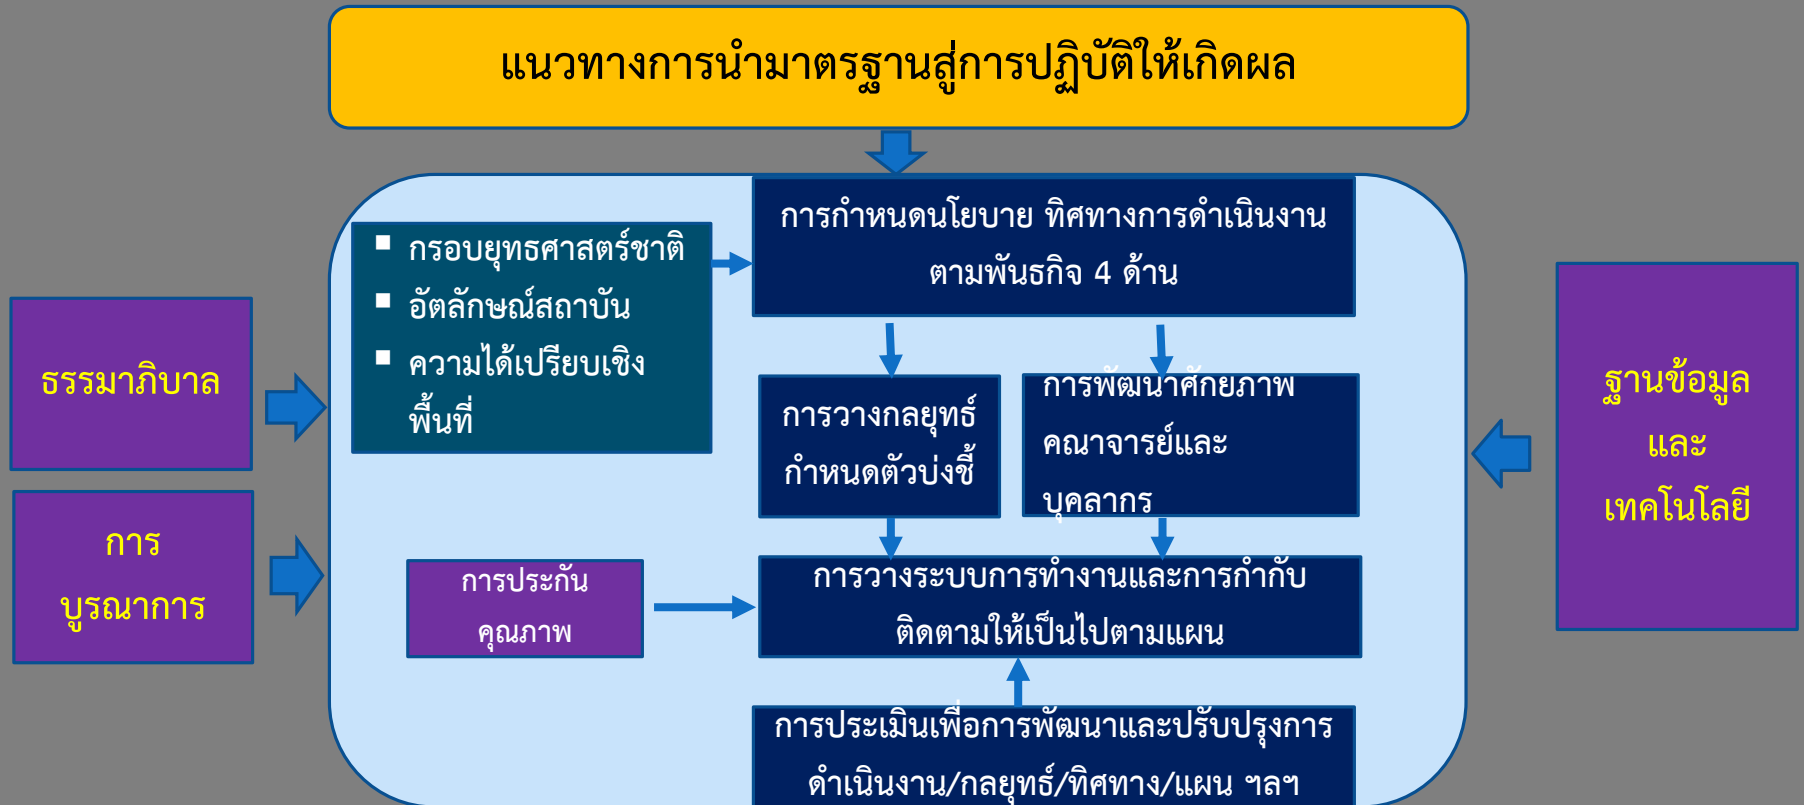 แนวทางการนำมาตรฐานสู่การปฏิบัติให้เกิดผล
การกำหนดนโยบาย ทิศทางการดำเนินงาน
ตามพันธกิจ 4 ด้าน
▪ กรอบยุทธศาสตร์ชาติ
▪ อัตลักษณ์สถาบัน
▪ ความได้เปรียบเชิง
พื้นที่
ธรรมาภิบาล
การ
บูรณาการ
การวางกลยุทธ์
กำหนดตัวบ่งชี้
การพัฒนาศักยภาพ
คณาจารย์และ
บุคลากร
ฐานข้อมูล
และ
เทคโนโลยี
การประกัน
คุณภาพ
การวางระบบการทำงานและการกำกับ
ติดตามให้เป็นไปตามแผน
การประเมินเพื่อการพัฒนาและปรับปรุงการ
ดำเนินงาน/กลยุทธ์/ทิศทาง/แผน ฯลฯ